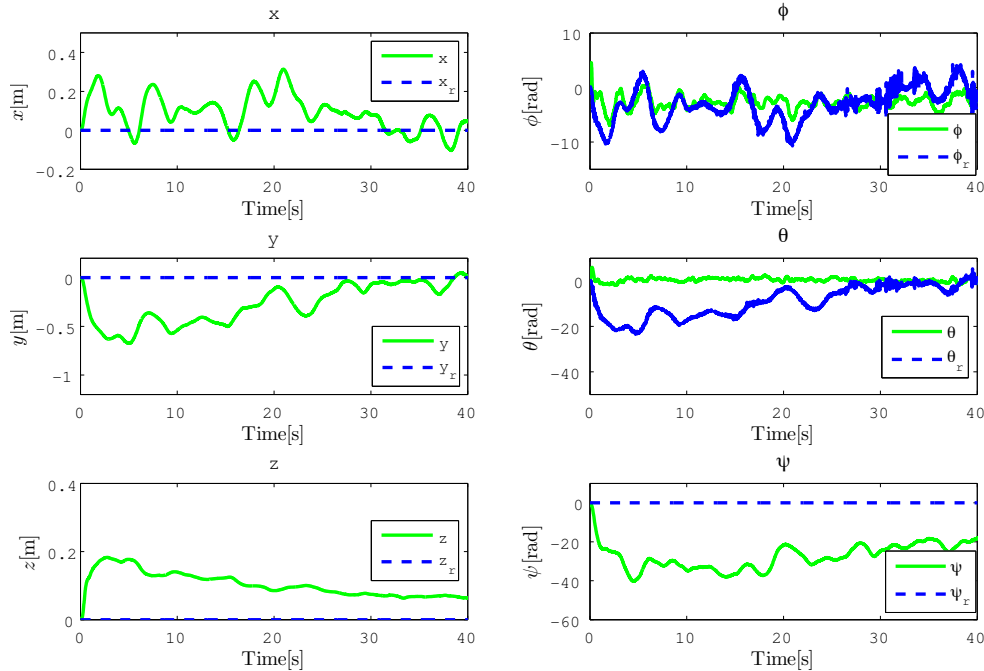 x
0.4
0.2
0
−0.2
x[m]
x
x_r
0 10 20 30 40
Time[s]
ϕ
10
0
−10
ϕ[rad]
ϕ
ϕ_r
0 10 20 30 40
Time[s]
y
0
−0.5
−1
y[m]
y
y_r
0 10 20 30 40
Time[s]
θ
0
−20
−40
θ[rad]
θ
θ_r
0 10 20 30 40
Time[s]
z
0.4
0.2
0
z[m]
z
z_r
0 10 20 30 40
Time[s]
ψ
0
−20
−40
−60
ψ[rad]
ψ
ψ_r
0 10 20 30 40
Time[s]